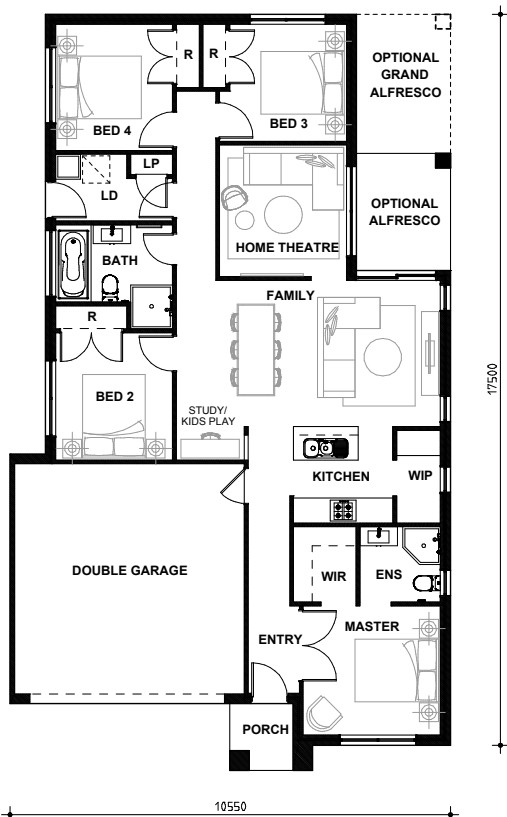 OPTIONAL
GRAND
ALFRESCO
R
R
BED 4
BED 3
LP
LD
OPTIONAL
ALFRESCO
HOME THEATRE
BATH
FAMILY
R
17500
BED 2
STUDY/
KIDS PLAY
KITCHEN
WIP
DOUBLE GARAGE
WIR
ENS
ENTRY
MASTER
PORCH
10550